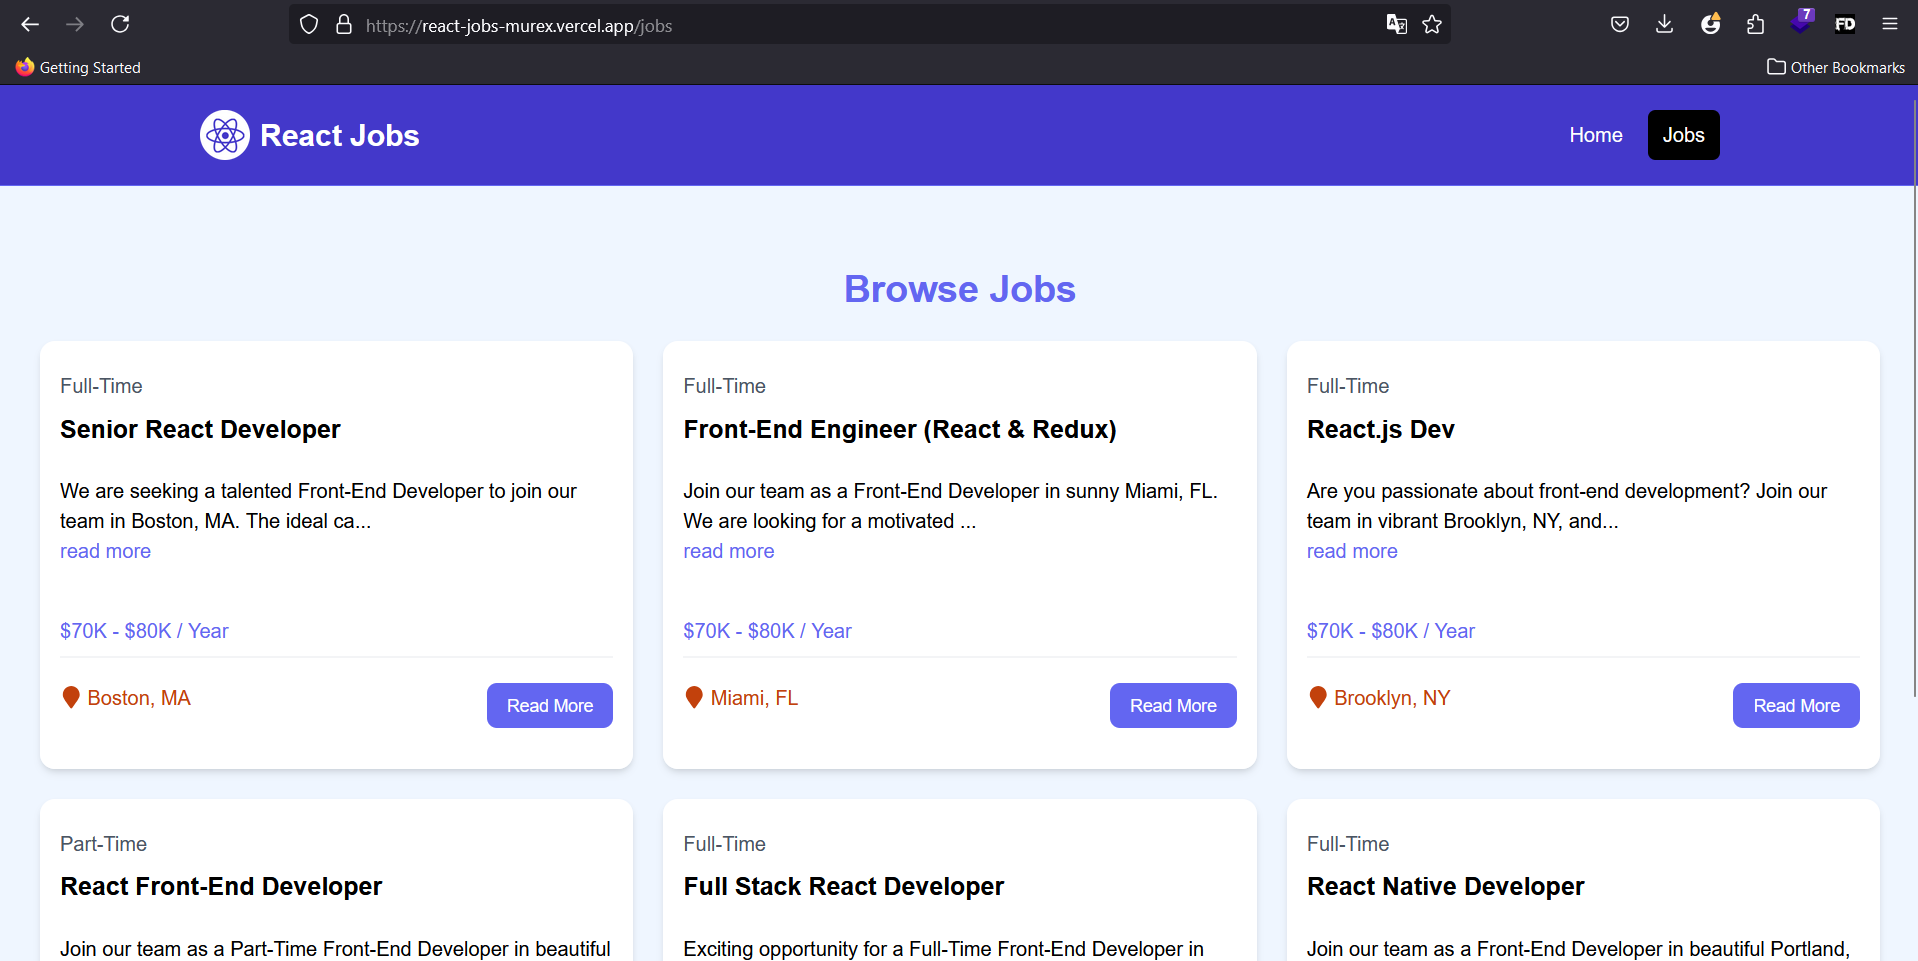 https://react-jobs-murex.vercel.app/jobs
7
FD
Getting Started
Other Bookmarks
React Jobs
Home
Jobs
Browse Jobs
Full-Time
Senior React Developer
We are seeking a talented Front-End Developer to join our
team in Boston, MA. The ideal ca...
read more
$70K - $80K / Year
Boston, MA
Read More
Full-Time
Front-End Engineer (React & Redux)
Join our team as a Front-End Developer in sunny Miami, FL.
We are looking for a motivated ...
read more
$70K - $80K / Year
Miami, FL
Read More
Full-Time
React.js Dev
Are you passionate about front-end development? Join our
team in vibrant Brooklyn, NY, and...
read more
$70K - $80K / Year
Brooklyn, NY
Read More
Part-Time
React Front-End Developer
Join our team as a Part-Time Front-End Developer in beautiful
Full-Time
Full Stack React Developer
Exciting opportunity for a Full-Time Front-End Developer in
Full-Time
React Native Developer
Join our team as a Front-End Developer in beautiful Portland,